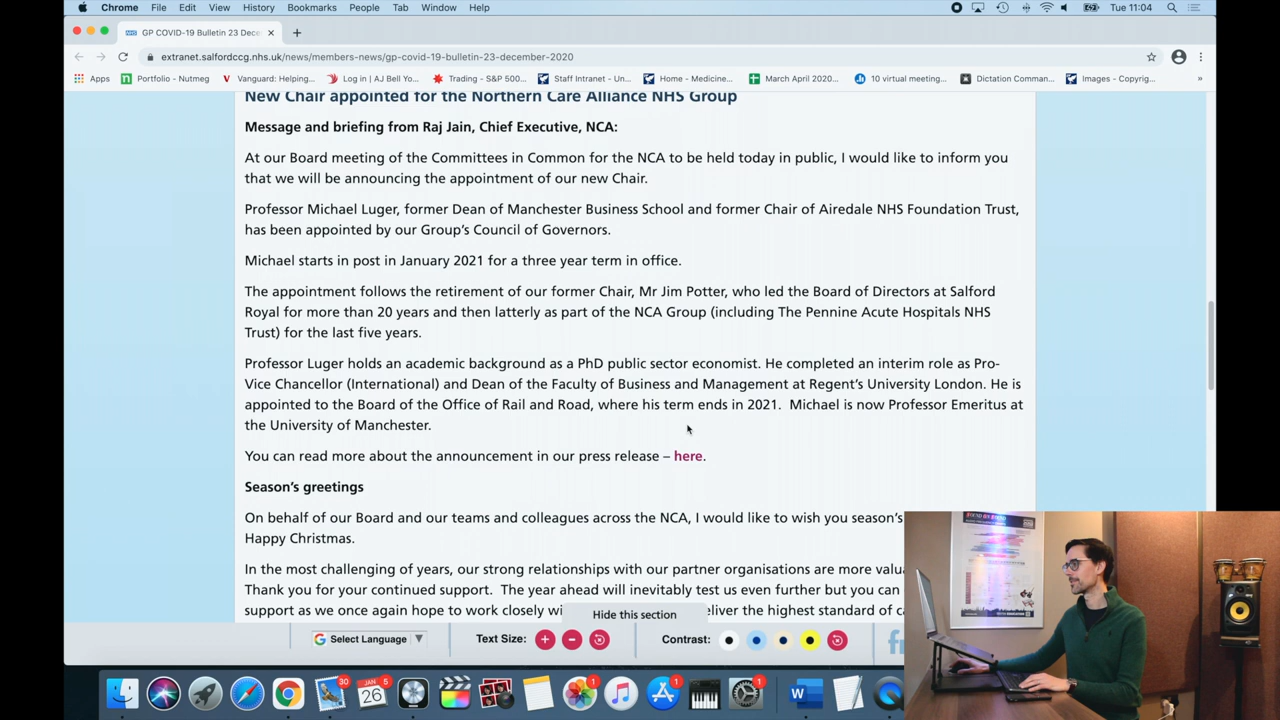 Chrome File Edit View History Bookmarks People Tab Window Help
Tue 11:04
GP COVID-19 Bulletin 23 Dece
extranet.salfordccg.nhs.uk/news/members-news/gp-covid-19-bulletin-23-december-2020
Apps Portfolio - Nutmeg Vanguard: Helping... Log in | AJ Bell Yo... Trading - S&P 500... Staff Intranet - Un... Home - Medicine... March April 2020... 10 virtual meeting... Dictation Comman... Images - Copyrig... »
New Chair appointed for the Northern Care Alliance NHS Group
Message and briefing from Raj Jain, Chief Executive, NCA:
At our Board meeting of the Committees in Common for the NCA to be held today in public, I would like to inform you
that we will be announcing the appointment of our new Chair.
Professor Michael Luger, former Dean of Manchester Business School and former Chair of Airedale NHS Foundation Trust,
has been appointed by our Group's Council of Governors.
Michael starts in post in January 2021 for a three year term in office.
The appointment follows the retirement of our former Chair, Mr Jim Potter, who led the Board of Directors at Salford
Royal for more than 20 years and then latterly as part of the NCA Group (including The Pennine Acute Hospitals NHS
Trust) for the last five years.
Professor Luger holds an academic background as a PhD public sector economist. He completed an interim role as Pro-
Vice Chancellor (International) and Dean of the Faculty of Business and Management at Regent's University London. He is
appointed to the Board of the Office of Rail and Road, where his term ends in 2021.  Michael is now Professor Emeritus at
the University of Manchester.
You can read more about the announcement in our press release – here.
Season's greetings
On behalf of our Board and our teams and colleagues across the NCA, I would like to wish you season's
Happy Christmas.
In the most challenging of years, our strong relationships with our partner organisations are more valua
Thank you for your continued support.  The year ahead will inevitably test us even further but you can
support as we once again hope to work closely wi
eliver the highest standard of ca
Hide this section
Select Language ▼ Text Size: Contrast:
30 JAN 26 5 1 1 1
SOUND ON SOUND